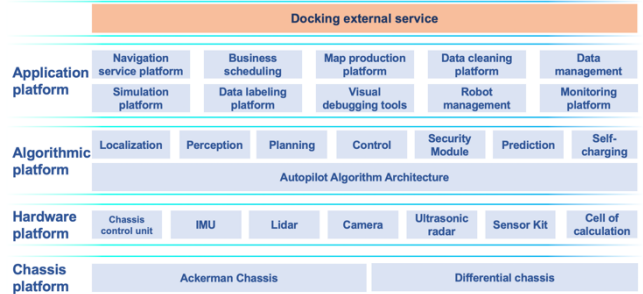 Docking external service
Application platform
Navigation service platform
Business scheduling
Map production platform
Data cleaning platform
Data management
Simulation platform
Data labeling platform
Visual debugging tools
Robot management
Monitoring platform
Algorithmic platform
Localization
Perception
Planning
Control
Security Module
Prediction
Self-charging
Autopilot Algorithm Architecture
Hardware platform
Chassis control unit
IMU
Lidar
Camera
Ultrasonic radar
Sensor Kit
Cell of calculation
Chassis platform
Ackerman Chassis
Differential chassis